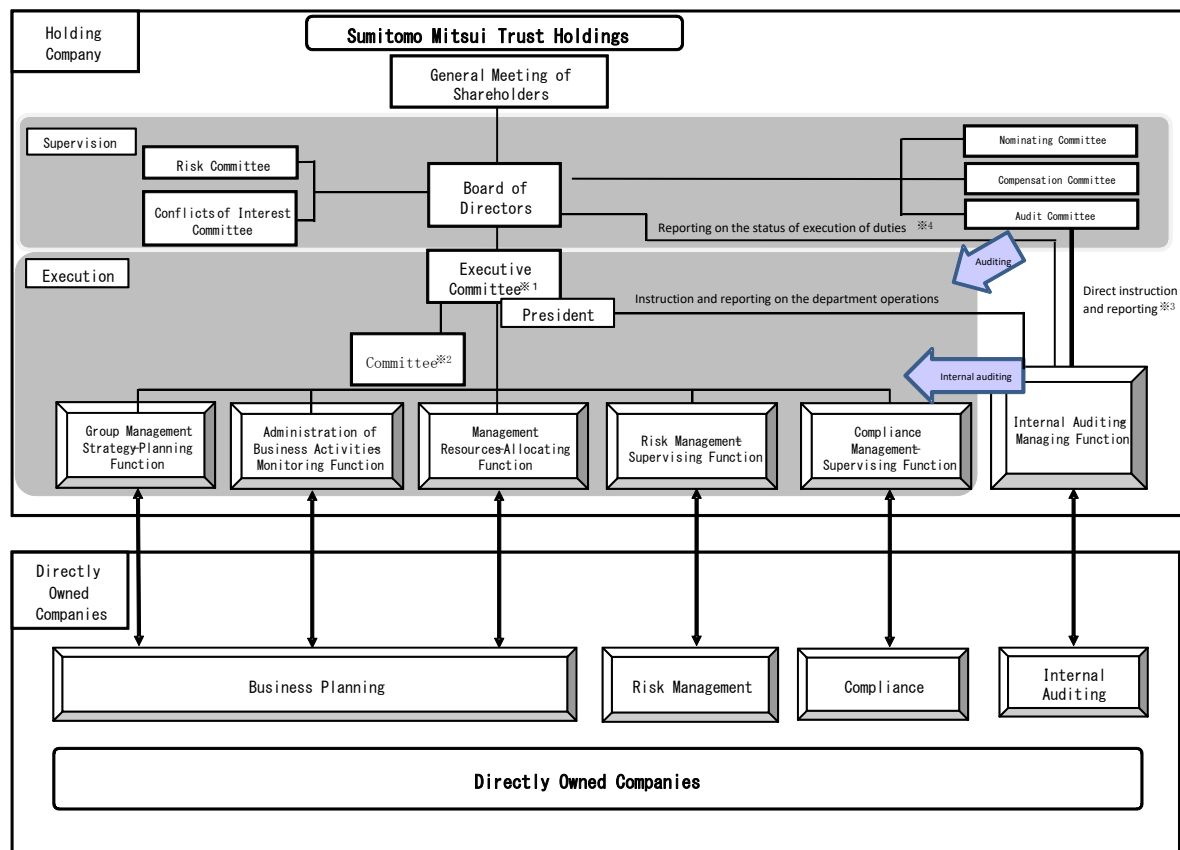 Holding
Company
Sumitomo Mitsui Trust Holdings
General Meeting of
Shareholders
Supervision
Risk Committee
Conflicts of Interest
Committee
Board of
Directors
Nominating Committee
Compensation Committee
Audit Committee
Reporting on the status of execution of duties ※4
Execution
Executive
Committee※1
President
Auditing
Instruction and reporting on the department operations
Direct instruction
and reporting※3
Committee※2
Internal auditing
Group Management
Strategy-Planning
Function
Administration of
Business Activities-
Monitoring Function
Management
Resources-Allocating
Function
Risk Management-
Supervising Function
Compliance
Management-
Supervising Function
Internal Auditing
Managing Function
Directly
Owned
Companies
Business Planning
Risk Management
Compliance
Internal
Auditing
Directly Owned Companies